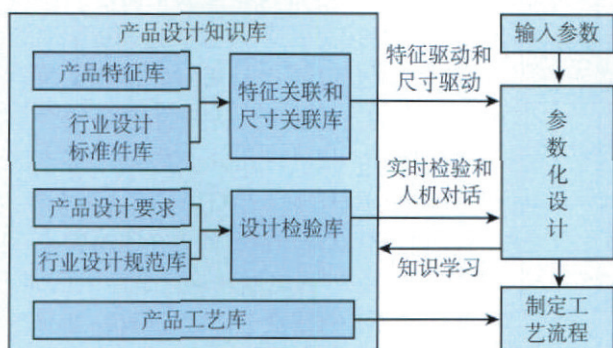 产品设计知识库
产品特征库
行业设计
标准件库
特征关联和
尺寸关联库
产品设计要求
行业设计规范库
设计检验库
产品工艺库
特征驱动和
尺寸驱动
实时检验和
人机对话
知识学习
输入参数
参
数
化
设
计
制定工
艺流程